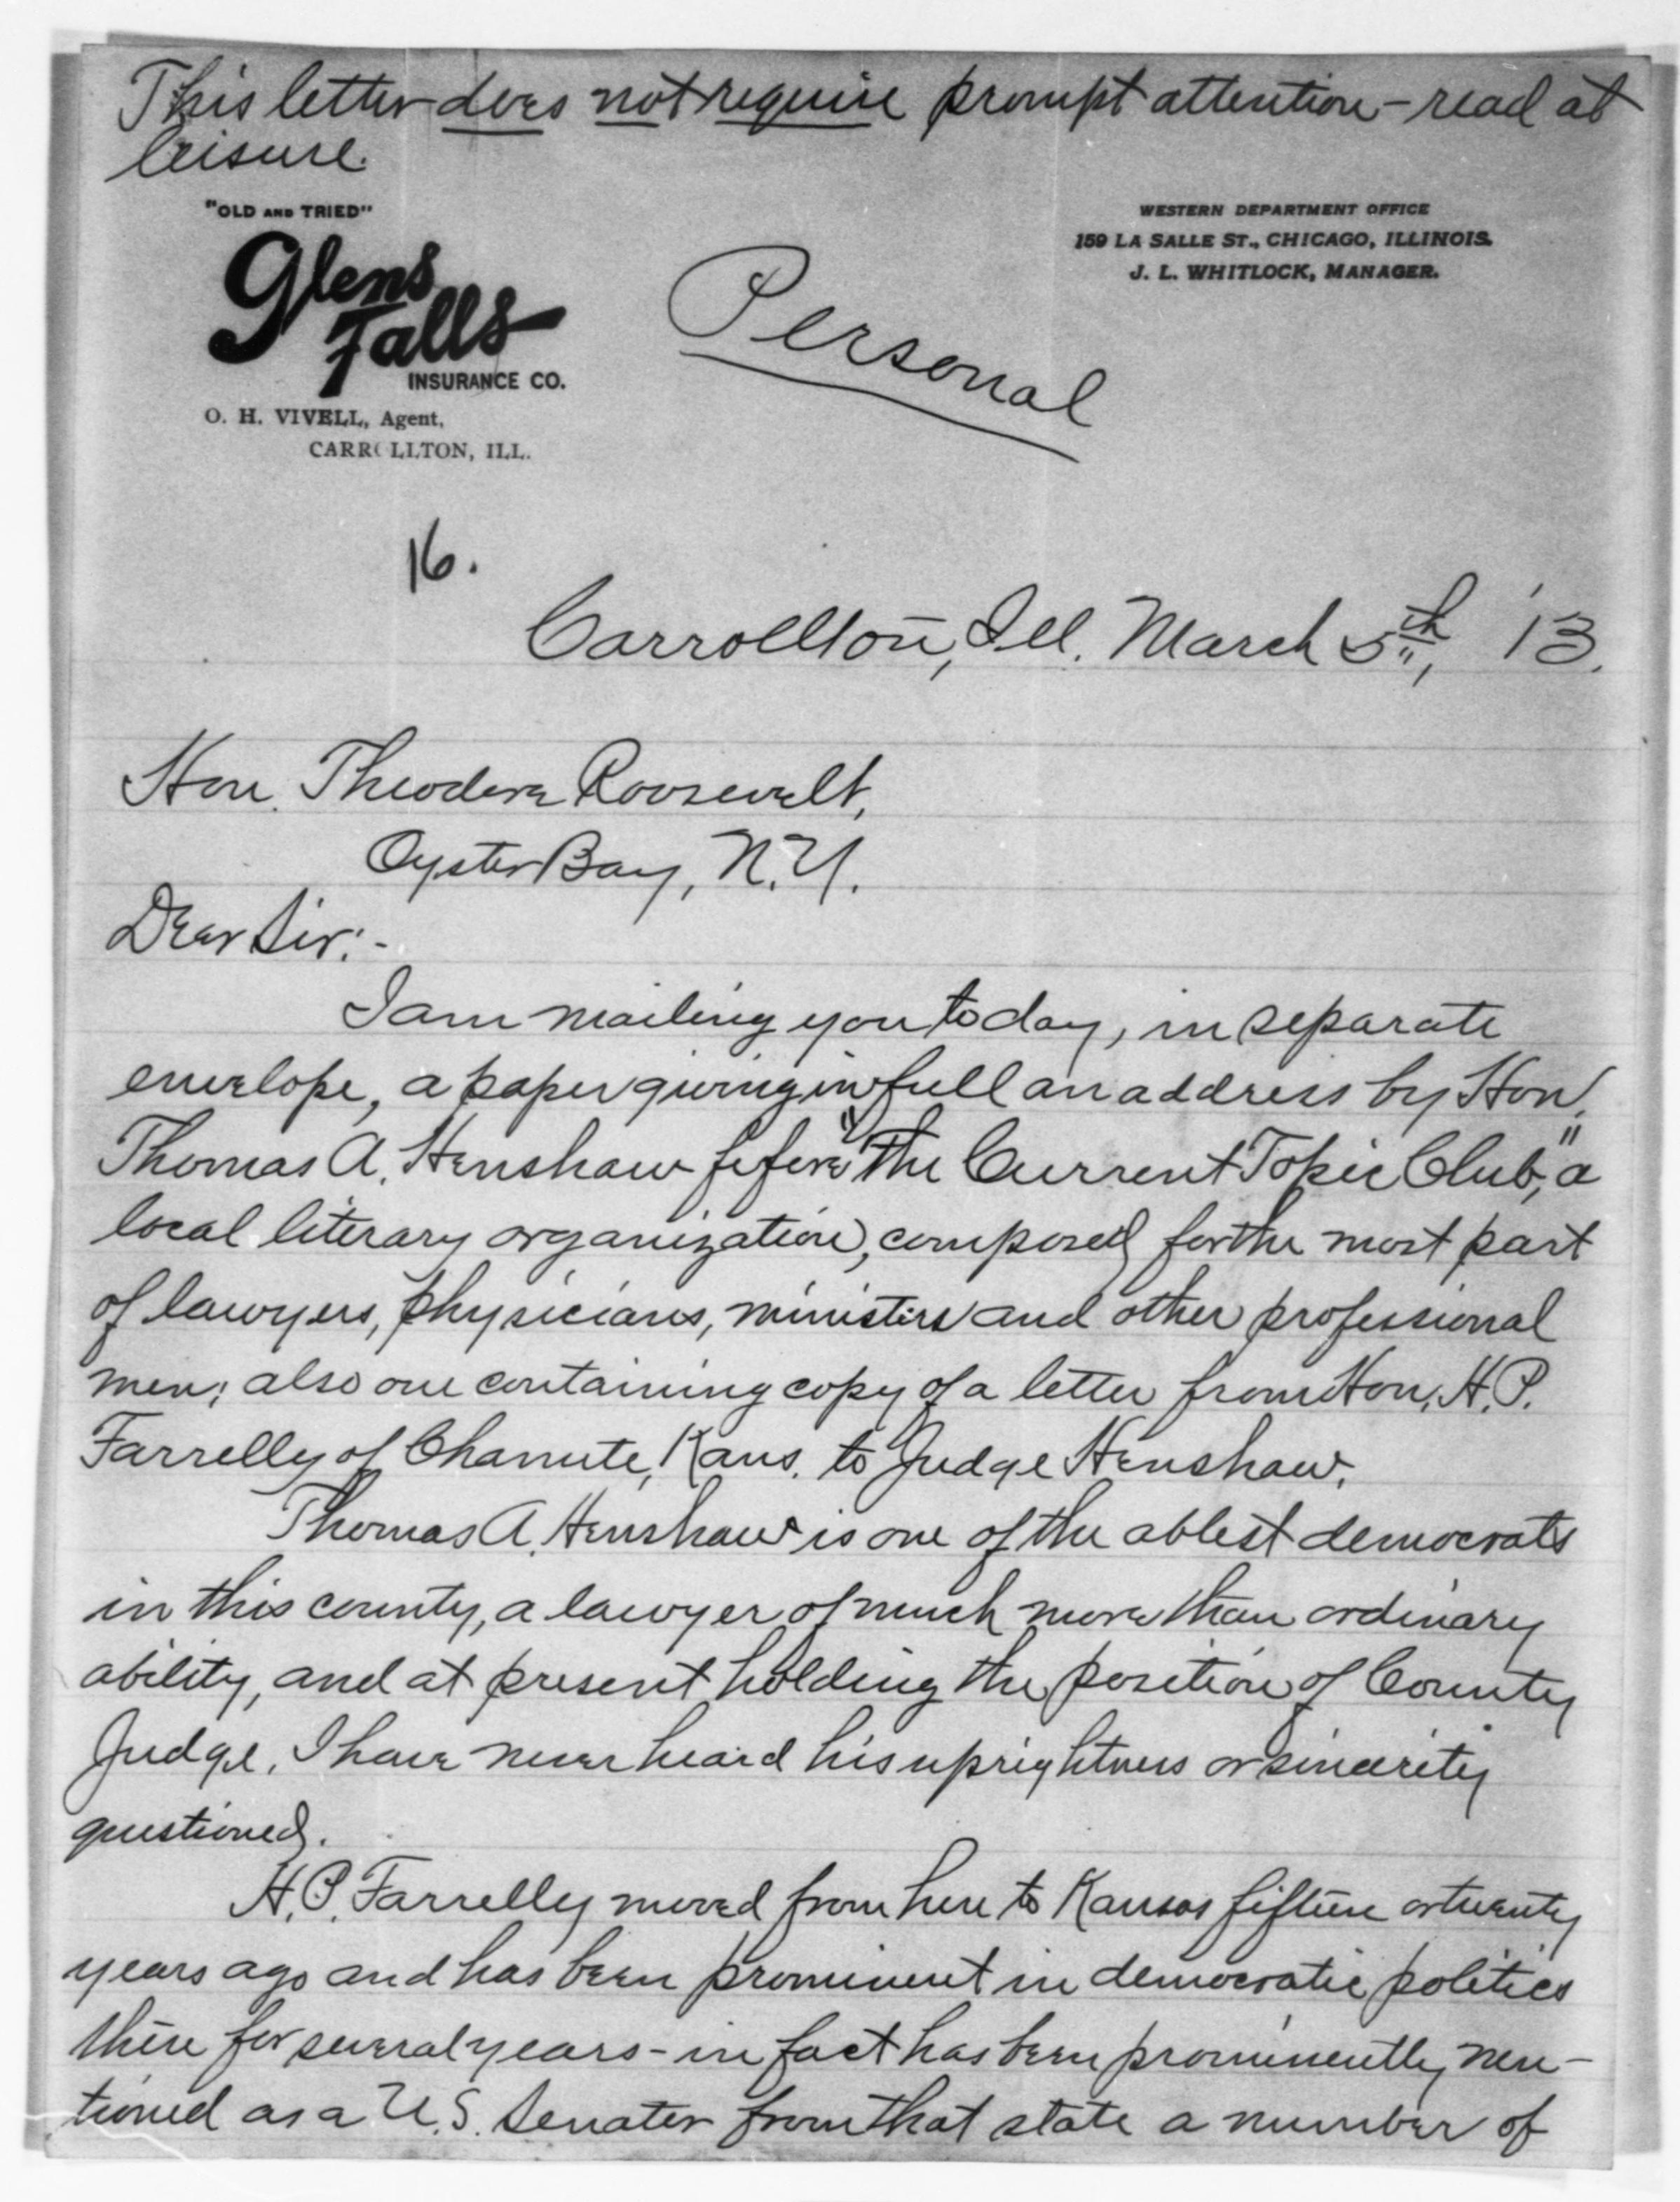 This letter does not require prompt attention - read at
leisure.
"OLD AND TRIED"
Glens
Falls
INSURANCE CO.
O. H. VIVELL, Agent,
CARROLLTON, ILL.
WESTERN DEPARTMENT OFFICE
159 LA SALLE ST., CHICAGO, ILLINOIS.
J. L. WHITLOCK, MANAGER.
Personal
16.
Carrollton, Ill. March 5th, '13.
Hon. Theodore Roosevelt,
Oyster Bay, N.Y.
Dear Sir:-
I am mailing you today, in separate
envelope, a paper giving in full an address by Hon.
Thomas A. Henshaw before "The Current Topic Club," a
local literary organization, composed for the most part
of lawyers, physicians, ministers and other professional
men; also one containing copy of a letter from Hon. H.P.
Farrelly of Chanute, Kans. to Judge Henshaw.
Thomas A. Henshaw is one of the ablest democrats
in this county, a lawyer of much more than ordinary
ability, and at present holding the position of County
Judge. I have never heard his uprightness or sincerity
questioned.
H.P. Farrelly moved from here to Kansas fifteen or twenty
years ago and has been prominent in democratic politics
there for several years - in fact has been prominently men-
tioned as a U.S. Senator from that state a number of